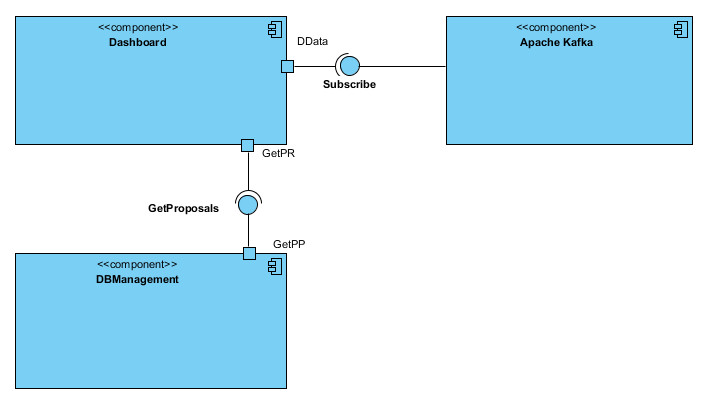 <<component>>
Dashboard
DData
Subscribe
<<component>>
Apache Kafka
GetPR
GetProposals
GetPP
<<component>>
DBManagement